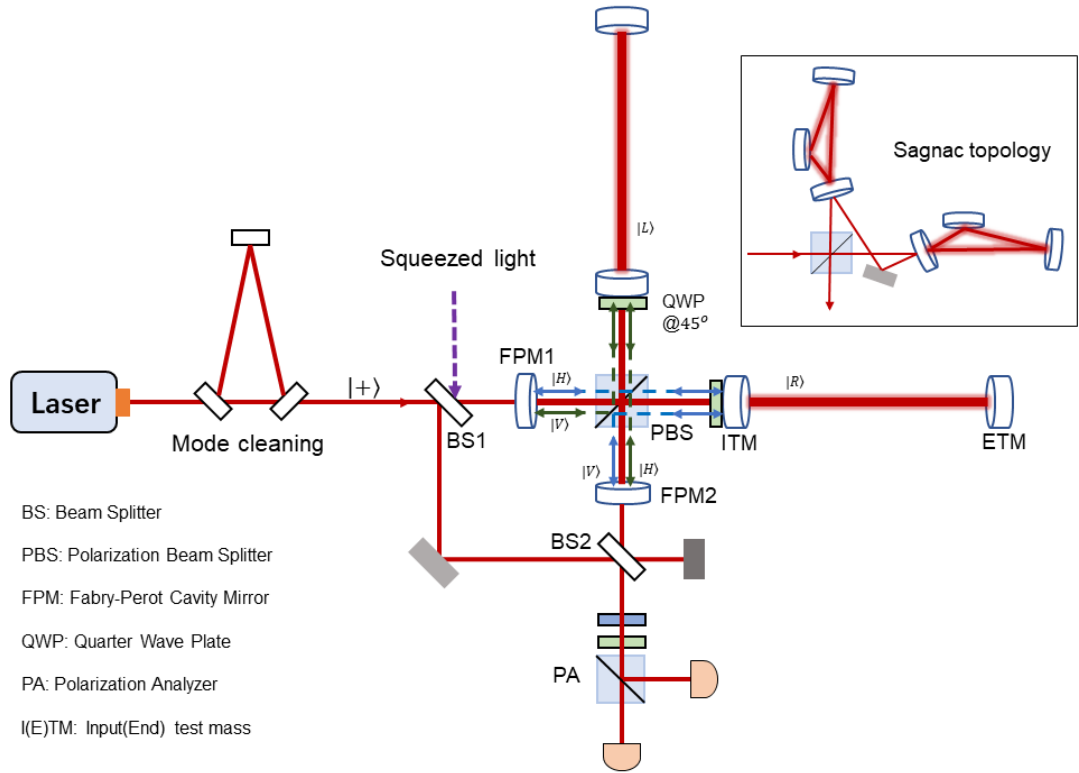 Sagnac topology
|L⟩
Squeezed light
QWP
@45°
FPM1
|H⟩
|R⟩
Laser
|+⟩
|V⟩
PBS
ITM
ETM
Mode cleaning
BS1
|V⟩
|H⟩
FPM2
BS2
BS: Beam Splitter
PBS: Polarization Beam Splitter
FPM: Fabry-Perot Cavity Mirror
QWP: Quarter Wave Plate
PA
PA: Polarization Analyzer
I(E)TM: Input(End) test mass